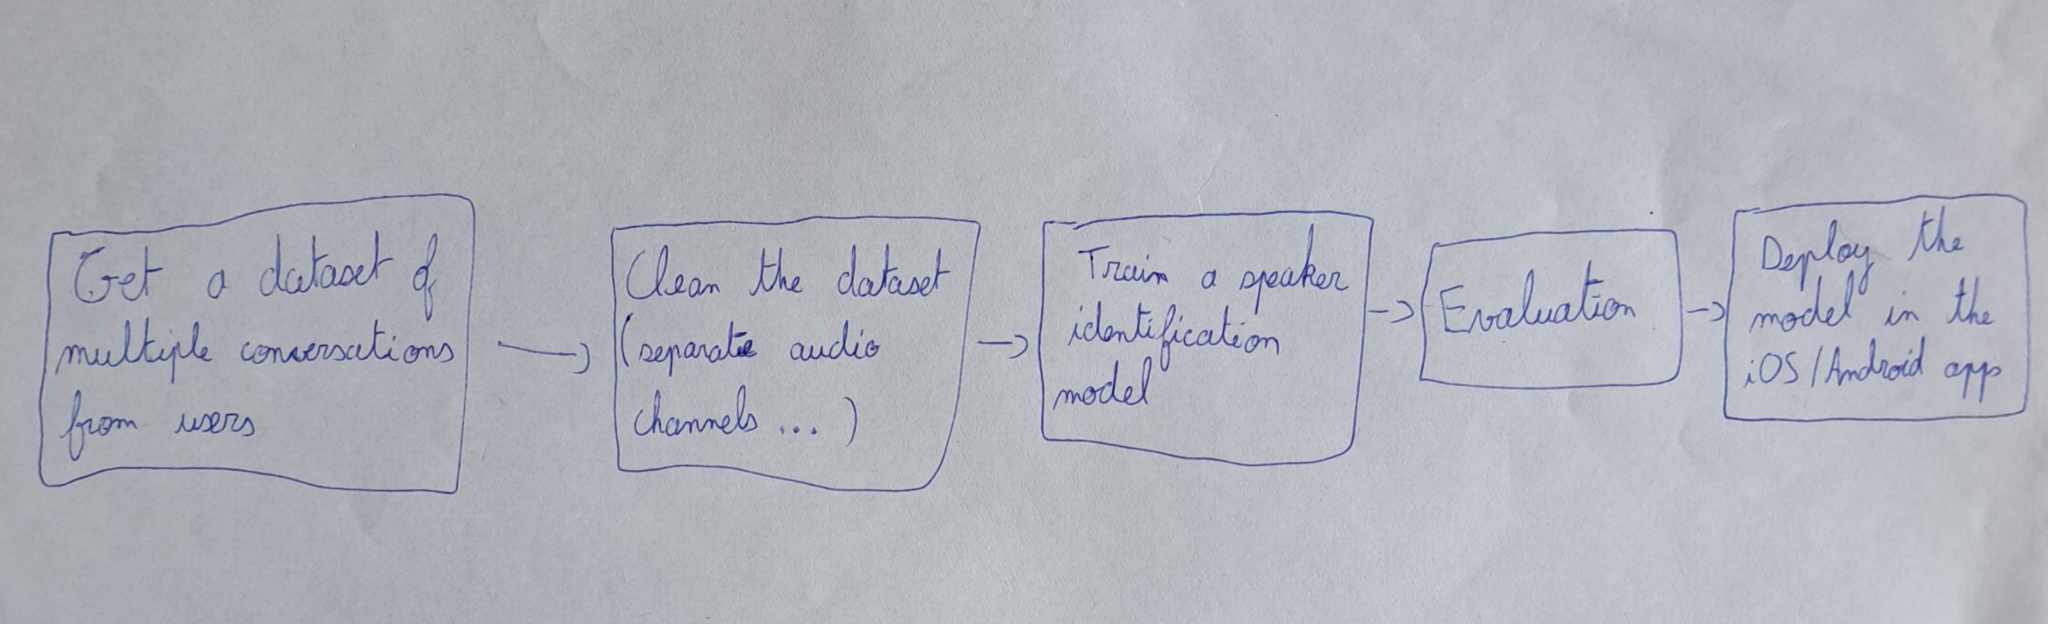 Get a dataset of
multiple conversations
from users
Clean the dataset
(separate audio
channels ... )
Train a speaker
identification
model
Evaluation
Deploy the
model in the
iOS/Android app